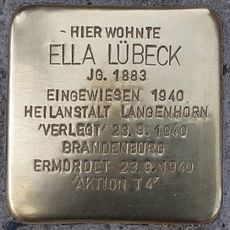 HIER WOHNTE
ELLA LÜBECK
JG. 1883
EINGEWIESEN 1940
HEILANSTALT LANGENHORN
'VERLEGT' 23.9.1940
BRANDENBURG
ERMORDET 23.9.1940
'AKTION T4'